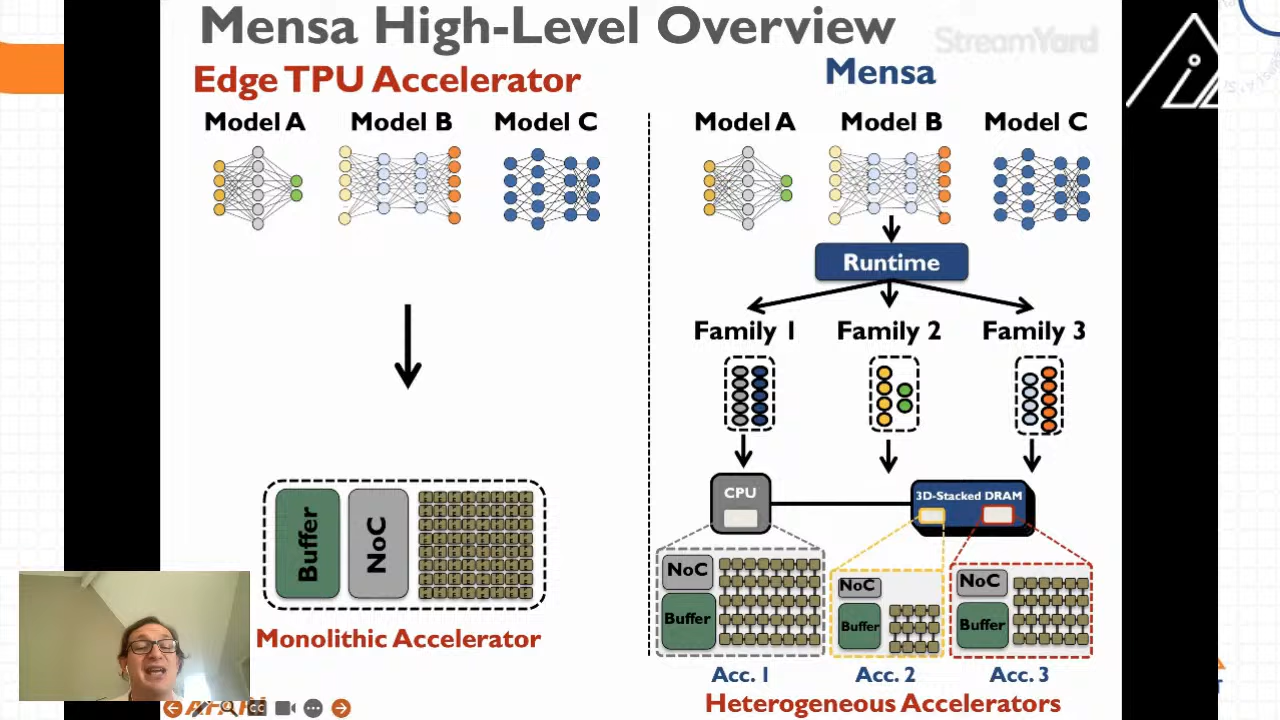 Mensa High-Level Overview
StreamYard
Edge TPU Accelerator
Model A
Model B
Model C
Buffer
NoC
Monolithic Accelerator
Mensa
Model A
Model B
Model C
Runtime
Family 1
Family 2
Family 3
CPU
3D-Stacked DRAM
NoC
Buffer
NoC
Buffer
NoC
Buffer
Acc. 1
Acc. 2
Acc. 3
Heterogeneous Accelerators